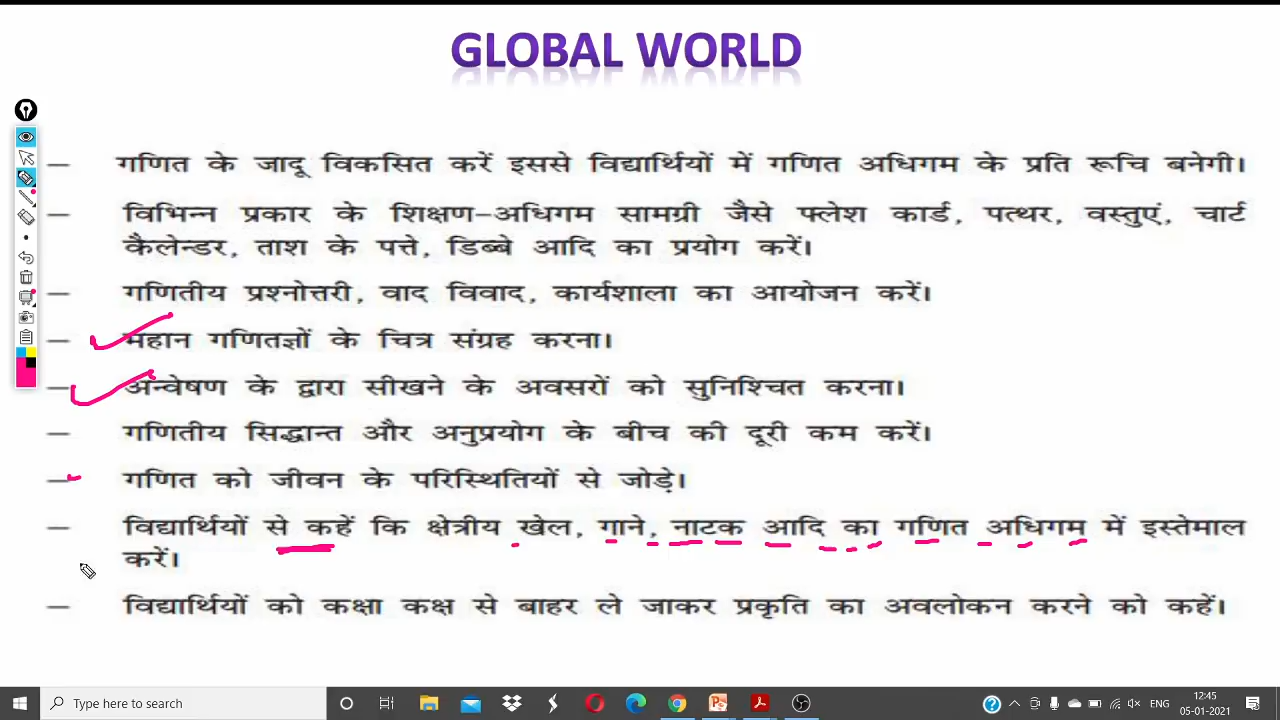 GLOBAL WORLD
– गणित के जादू विकसित करें इससे विद्यार्थियों में गणित अधिगम के प्रति रूचि बनेगी।
– विभिन्न प्रकार के शिक्षण-अधिगम सामग्री जैसे फ्लेश कार्ड, पत्थर, वस्तुएं, चार्ट
कैलेन्डर, ताश के पत्ते, डिब्बे आदि का प्रयोग करें।
– गणितीय प्रश्नोत्तरी, वाद विवाद, कार्यशाला का आयोजन करें।
– महान गणितज्ञों के चित्र संग्रह करना।
– अन्वेषण के द्वारा सीखने के अवसरों को सुनिश्चित करना।
– गणितीय सिद्धान्त और अनुप्रयोग के बीच की दूरी कम करें।
– गणित को जीवन के परिस्थितियों से जोड़े।
– विद्यार्थियों से कहें कि क्षेत्रीय खेल, गाने, नाटक आदि का गणित अधिगम में इस्तेमाल
करें।
– विद्यार्थियों को कक्षा कक्ष से बाहर ले जाकर प्रकृति का अवलोकन करने को कहें।
Type here to search
ENG
12:45
05-01-2021